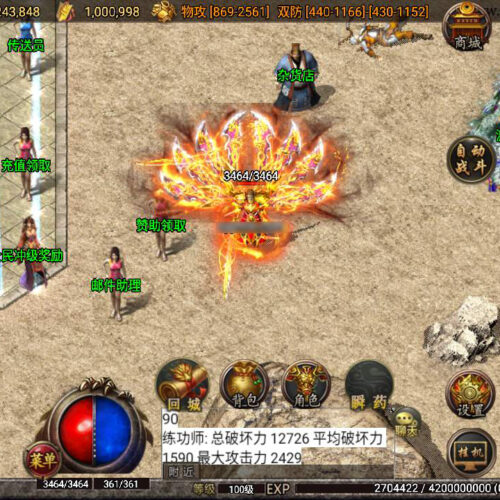 243,848 1,000,998 物攻 [869-2561] 双防 [440-1166]-[430-1152]
传送员
商城
杂货店
自动
战斗
充值领取
3464/3464
赞助领取
民冲级奖励
邮件助理
回城 背包 角色 瞬药 设置
90
练功师: 总破坏力 12726 平均破坏力
1590 最大攻击力 2429
聊天
附近
菜单
挂机
3464/3464 361/361
等级 100级 EXP 2704422 / 4200000000 (